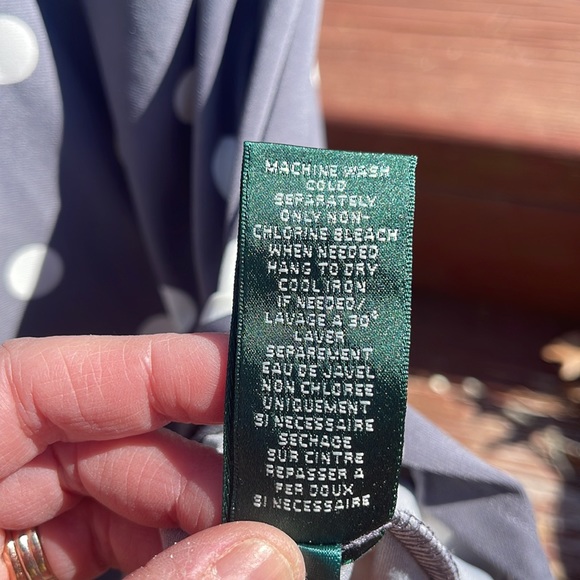 MACHINE WASH
COLD
SEPARATELY
ONLY NON-
CHLORINE BLEACH
WHEN NEEDED
HANG TO DRY
COOL IRON
IF NEEDED/
LAVAGE A 30°
LAVER
SEPAREMENT
EAU DE JAVEL
NON CHLOREE
UNIQUEMENT
SI NECESSAIRE
SECHAGE
SUR CINTRE
REPASSER A
FER DOUX
SI NECESSAIRE